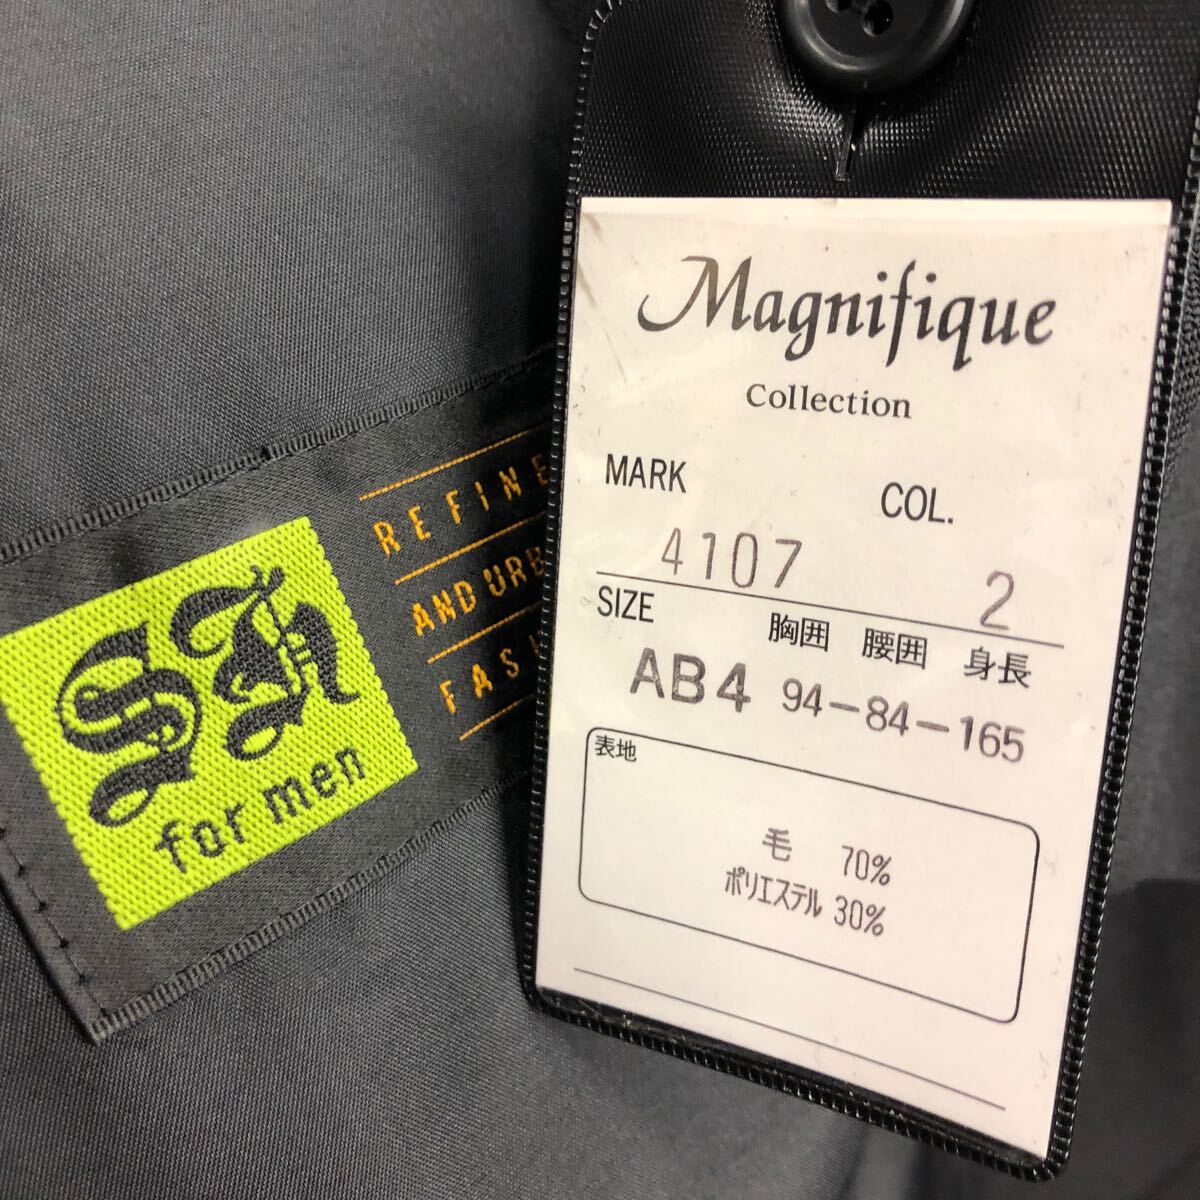 Magnifique
Collection
MARK COL.
4107 2
SIZE 胸囲 腰囲 身長
AB4 94-84-165
表地
毛 70%
ポリエステル 30%
for men
REFINE
AND URB
FAS